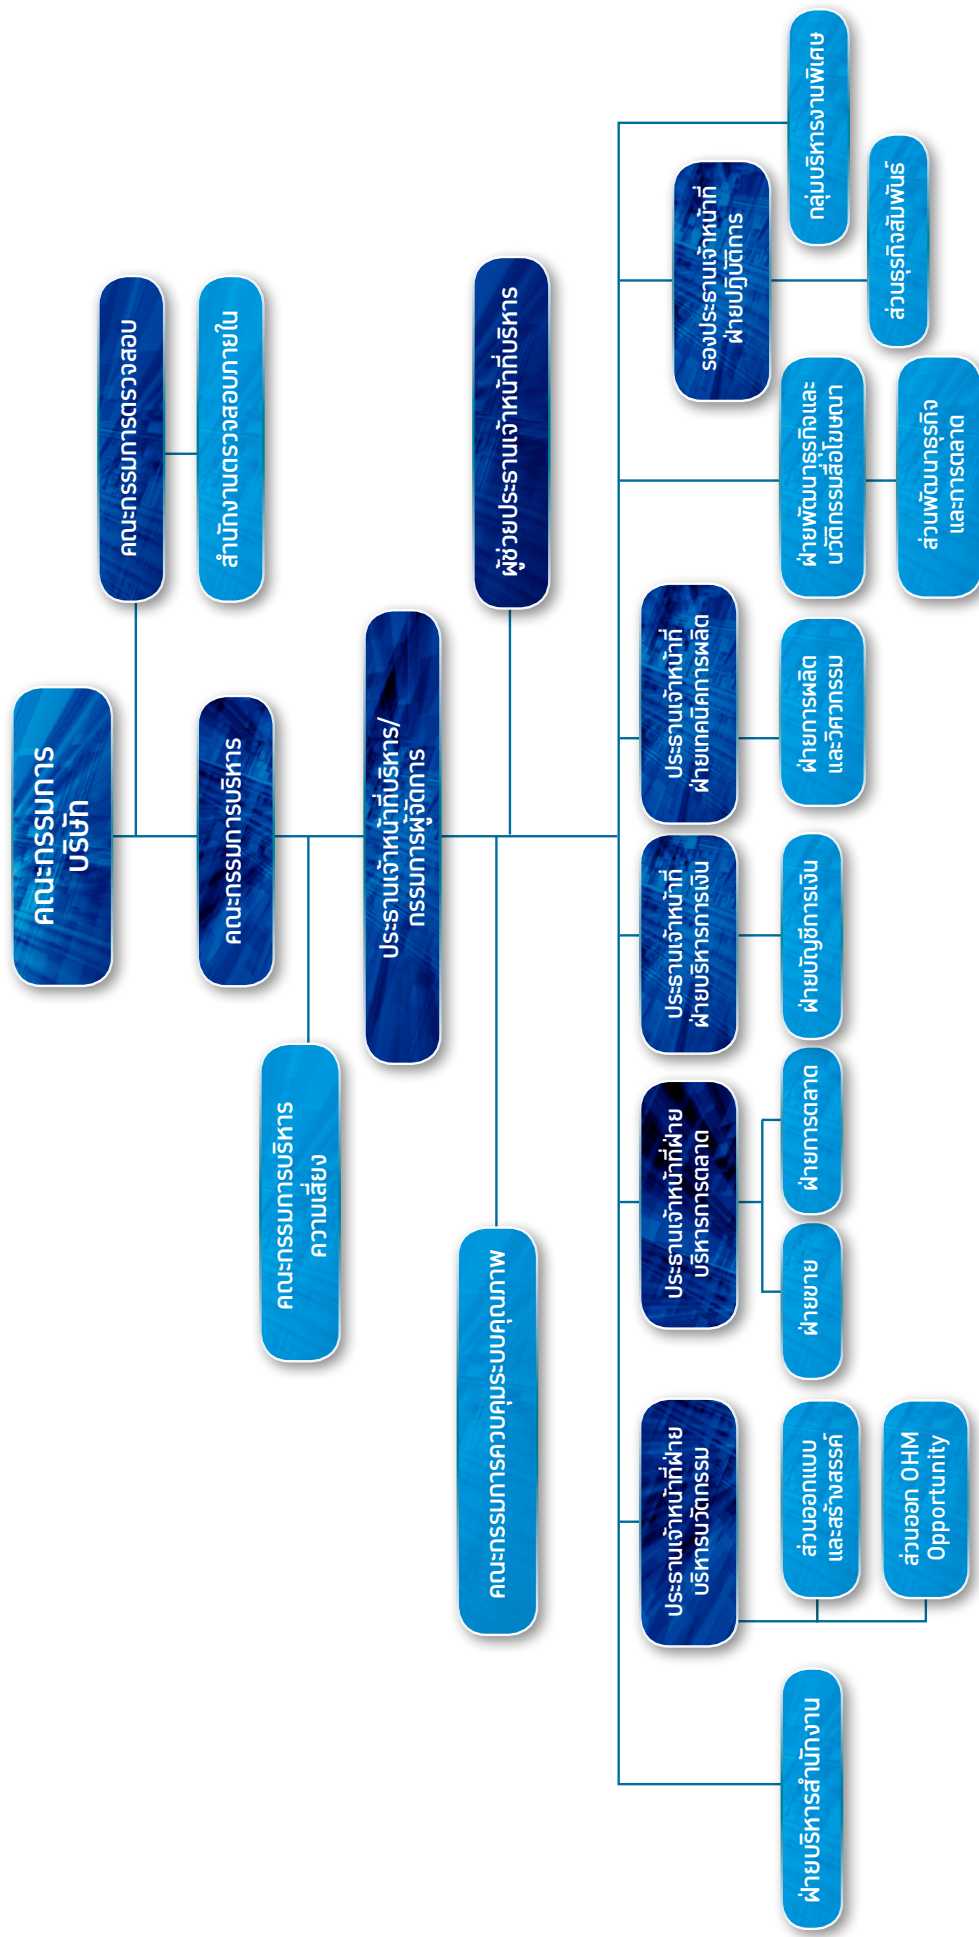 คณะกรรมการ
บริษัท
คณะกรรมการตรวจสอบ
สำนักงานตรวจสอบภายใน
คณะกรรมการบริหาร
คณะกรรมการบริหาร
ความเสี่ยง
ประธานเจ้าหน้าที่บริหาร/
กรรมการผู้จัดการ
คณะกรรมการควบคุมระบบคุณภาพ
ผู้ช่วยประธานเจ้าหน้าที่บริหาร
ฝ่ายบริหารสำนักงาน
ประธานเจ้าหน้าที่ฝ่าย
บริหารนวัตกรรม
ส่วนออกแบบ
และสร้างสรรค์
ส่วนออก OHM
Opportunity
ประธานเจ้าหน้าที่ฝ่าย
บริหารการตลาด
ฝ่ายขาย
ฝ่ายการตลาด
ประธานเจ้าหน้าที่
ฝ่ายบริหารการเงิน
ฝ่ายบัญชีการเงิน
ประธานเจ้าหน้าที่
ฝ่ายเทคนิคการผลิต
ฝ่ายการผลิต
และวิศวกรรม
ฝ่ายพัฒนาธุรกิจและ
นวัติกรรมสื่อโฆษณา
ส่วนพัฒนาธุรกิจ
และการตลาด
รองประธานเจ้าหน้าที่
ฝ่ายปฏิบัติการ
ส่วนธุรกิจสัมพันธ์
กลุ่มบริหารงานพิเศษ